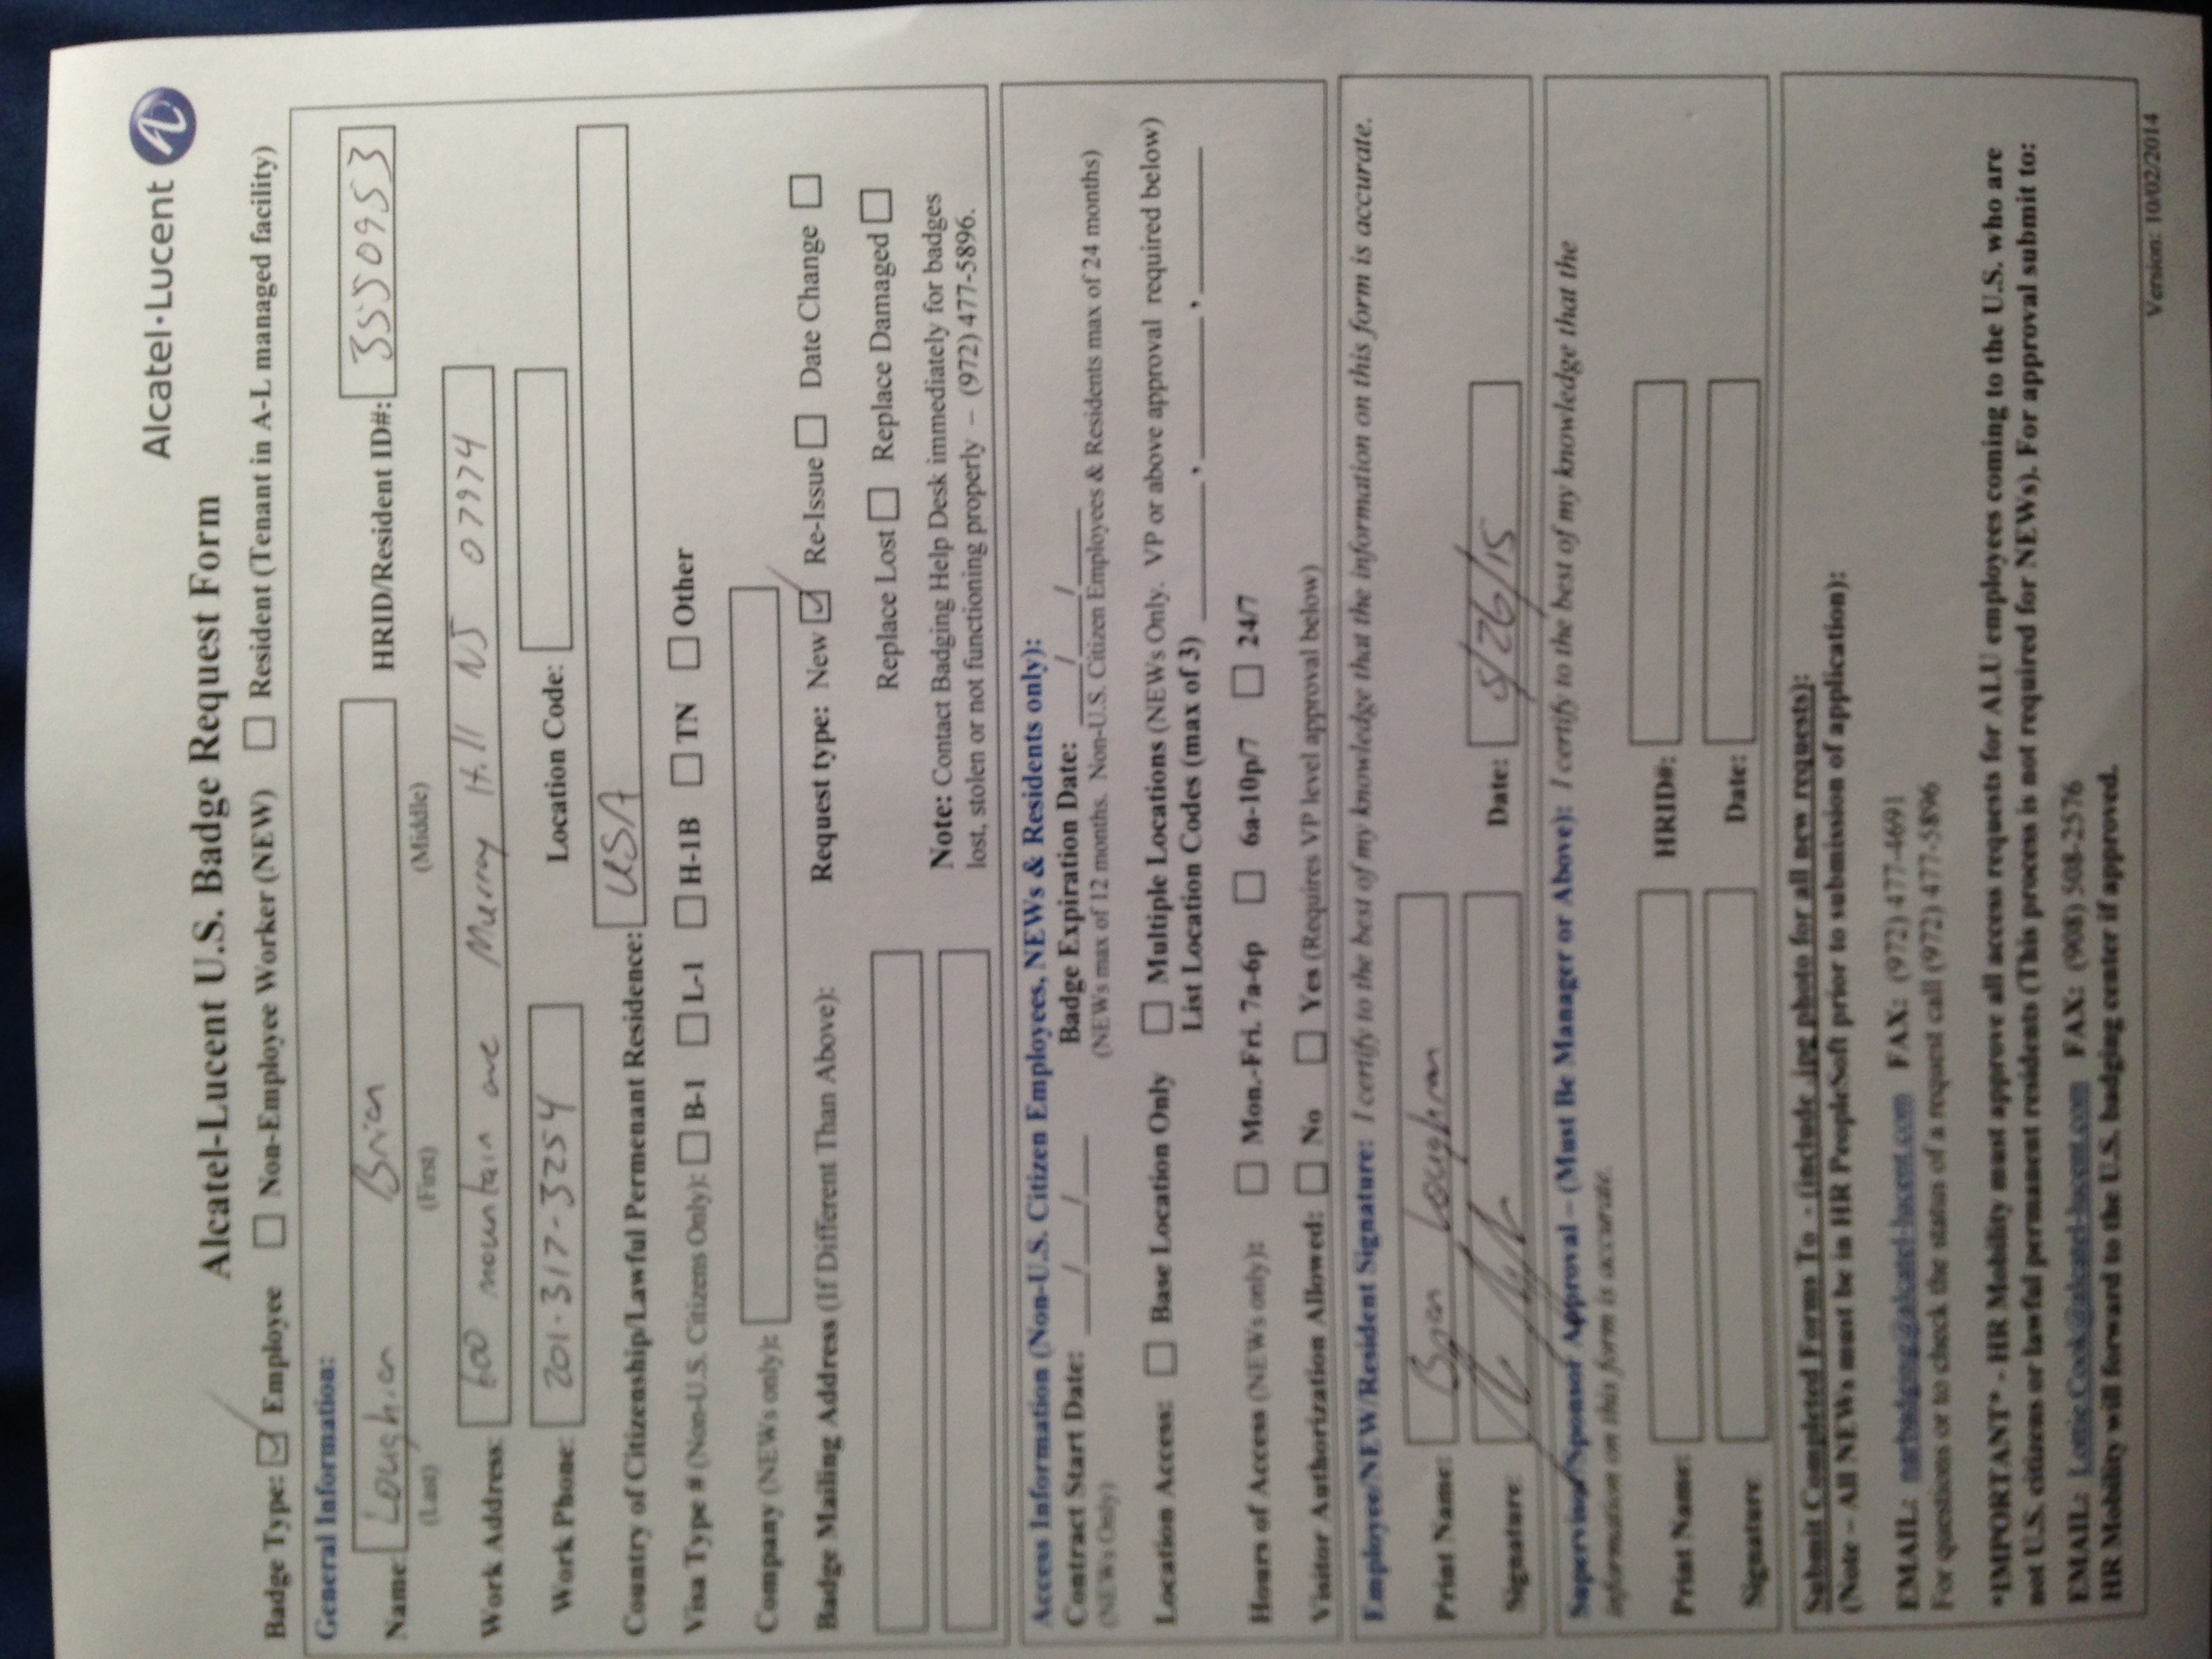 Alcatel·Lucent
Alcatel-Lucent U.S. Badge Request Form
Badge Type: ☑ Employee ☐ Non-Employee Worker (NEW) ☐ Resident (Tenant in A-L managed facility)
General Information:
Name: Loughran Brian HRID/Resident ID#: 35509S3
(Last) (First) (Middle)
Work Address: 600 mountain ave Murray Hill NJ 07974
Work Phone: 201-317-3254 Location Code:
Country of Citizenship/Lawful Permenant Residence: USA
Visa Type # (Non-U.S. Citizens Only): ☐ B-1 ☐ L-1 ☐ H-1B ☐ TN ☐ Other
Company (NEWs only):
Badge Mailing Address (If Different Than Above): Request type: New ☑ Re-Issue ☐ Date Change ☐
Replace Lost ☐ Replace Damaged ☐
Note: Contact Badging Help Desk immediately for badges
lost, stolen or not functioning properly – (972) 477-5896.
Access Information (Non-U.S. Citizen Employees, NEWs & Residents only):
Contract Start Date: ___/___/___ Badge Expiration Date: ___/___/___
(NEWs Only) (NEWs max of 12 months. Non-U.S. Citizen Employees & Residents max of 24 months)
Location Access: ☐ Base Location Only ☐ Multiple Locations (NEWs Only. VP or above approval required below)
List Location Codes (max of 3) ______, ______, ______
Hours of Access (NEWs only): ☐ Mon.-Fri. 7a-6p ☐ 6a-10p/7 ☐ 24/7
Visitor Authorization Allowed: ☐ No ☐ Yes (Requires VP level approval below)
Employee/NEW/Resident Signature: I certify to the best of my knowledge that the information on this form is accurate.
Print Name: Brian Loughran
Signature: Date: 5/26/15
Supervisor/Sponsor Approval – (Must Be Manager or Above): I certify to the best of my knowledge that the
information on this form is accurate.
Print Name: HRID#:
Signature: Date:
Submit Completed Forms To - (include .jpg photo for all new requests):
(Note – All NEWs must be in HR PeopleSoft prior to submission of application):
EMAIL: narbadging@alcatel-lucent.com FAX: (972) 477-4691
For questions or to check the status of a request call (972) 477-5896
*IMPORTANT* - HR Mobility must approve all access requests for ALU employees coming to the U.S. who are
not U.S. citizens or lawful permanent residents (This process is not required for NEWs). For approval submit to:
EMAIL: Lorrie.Cook@alcatel-lucent.com FAX: (908) 508-2576
HR Mobility will forward to the U.S. badging center if approved.
Version: 10/02/2014